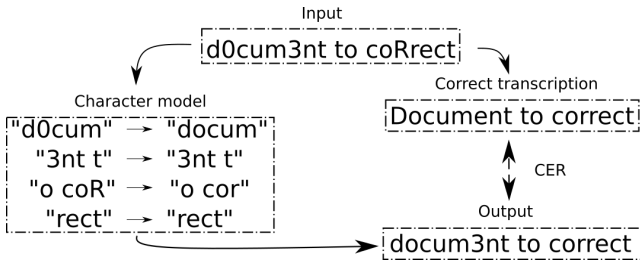 Input
d0cum3nt to coRrect
Correct transcription
Document to correct
Character model
"d0cum" → "docum"
"3nt t" → "3nt t"
"o coR" → "o cor"
"rect" → "rect"
CER
Output
docum3nt to correct